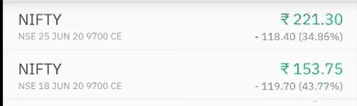 NIFTY ₹ 221.30
NSE 25 JUN 20 9700 CE - 118.40 (34.85%)
NIFTY ₹ 153.75
NSE 18 JUN 20 9700 CE - 119.70 (43.77%)